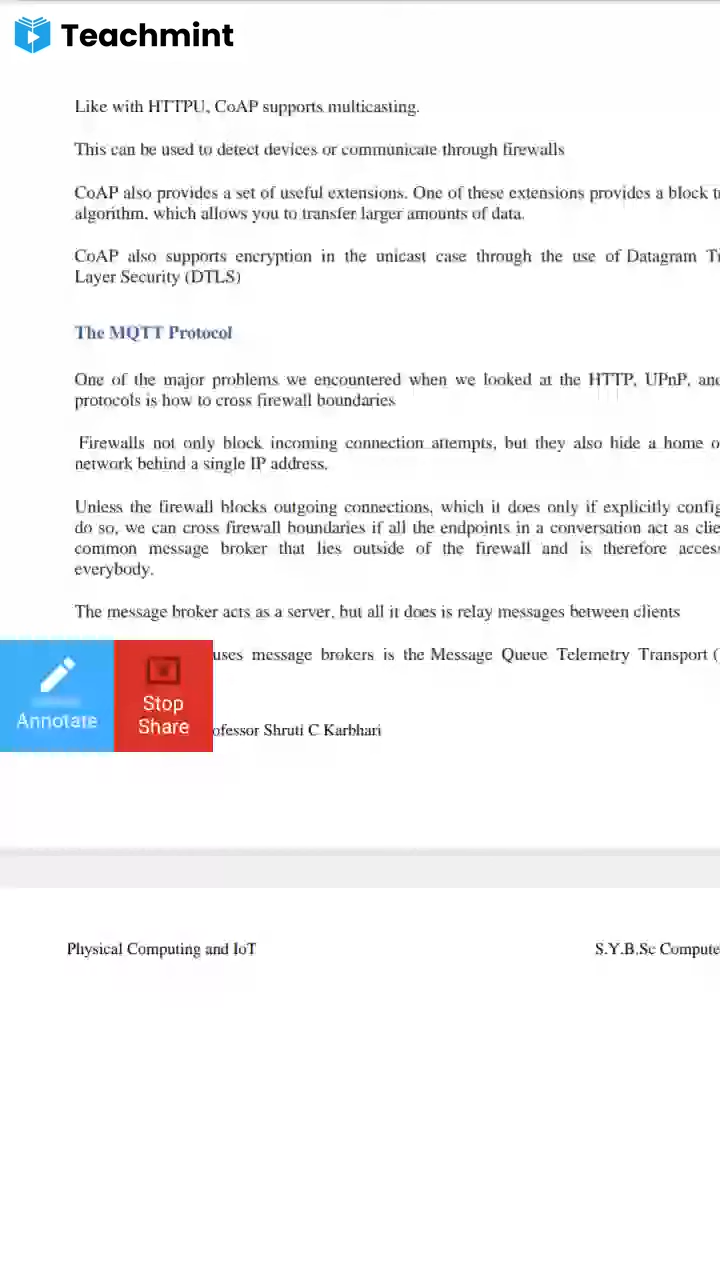 Teachmint
Like with HTTPU, CoAP supports multicasting.
This can be used to detect devices or communicate through firewalls
CoAP also provides a set of useful extensions. One of these extensions provides a block
algorithm, which allows you to transfer larger amounts of data.
CoAP also supports encryption in the unicast case through the use of Datagram
Layer Security (DTLS)
The MQTT Protocol
One of the major problems we encountered when we looked at the HTTP, UPnP, and
protocols is how to cross firewall boundaries
Firewalls not only block incoming connection attempts, but they also hide a home
network behind a single IP address.
Unless the firewall blocks outgoing connections, which it does only if explicitly
do so, we can cross firewall boundaries if all the endpoints in a conversation act as
common message broker that lies outside of the firewall and is therefore
everybody.
The message broker acts as a server, but all it does is relay messages between clients
uses message brokers is the Message Queue Telemetry Transport (
Annotate
Stop
Share
ofessor Shruti C Karbhari
Physical Computing and IoT
S.Y.B.Sc